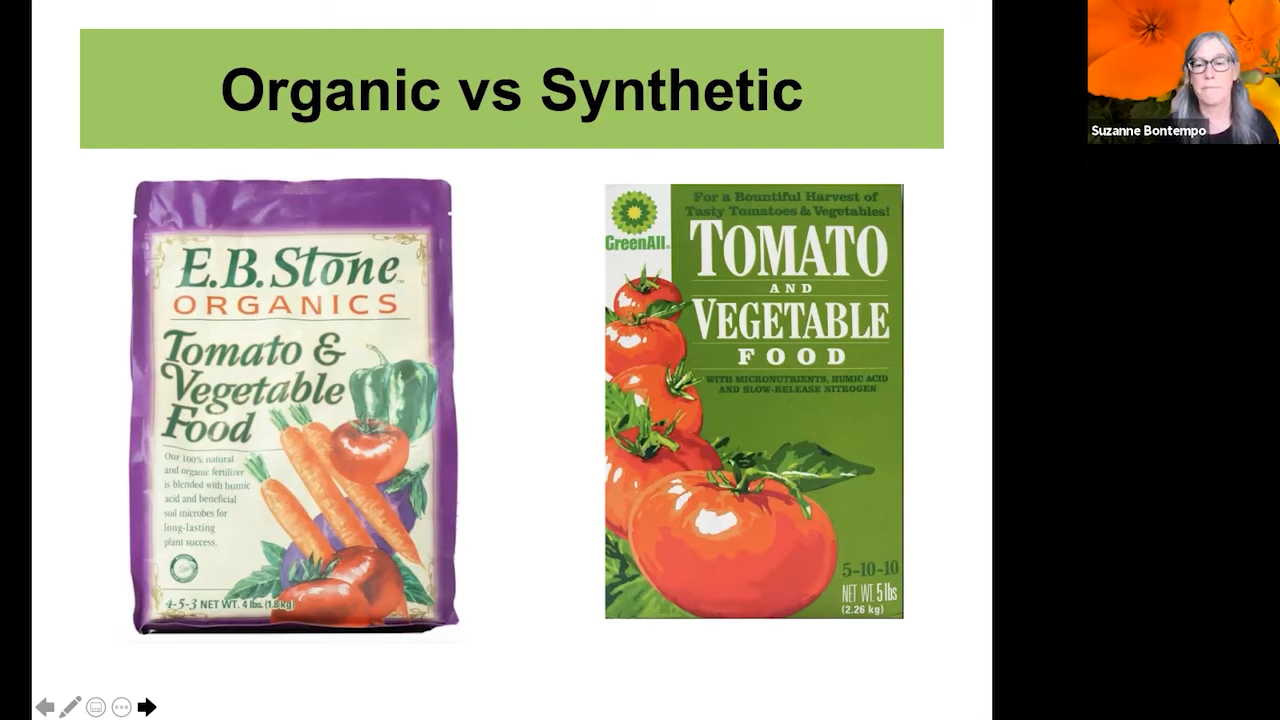 Organic vs Synthetic
E.B. Stone
ORGANICS
Tomato &
Vegetable
Food
Our 100% natural
and organic fertilizer
is blended with humic
acid and beneficial
soil microbes for
long-lasting
plant success.
4-5-3 NET WT. 4 lbs. (1.8 kg)
For a Bountiful Harvest of
Tasty Tomatoes & Vegetables!
GreenAll®
TOMATO
AND
VEGETABLE
FOOD
WITH MICRONUTRIENTS, HUMIC ACID
AND SLOW-RELEASE NITROGEN
5-10-10
NET WT. 5 lbs
(2.26 kg)
Suzanne Bontempo